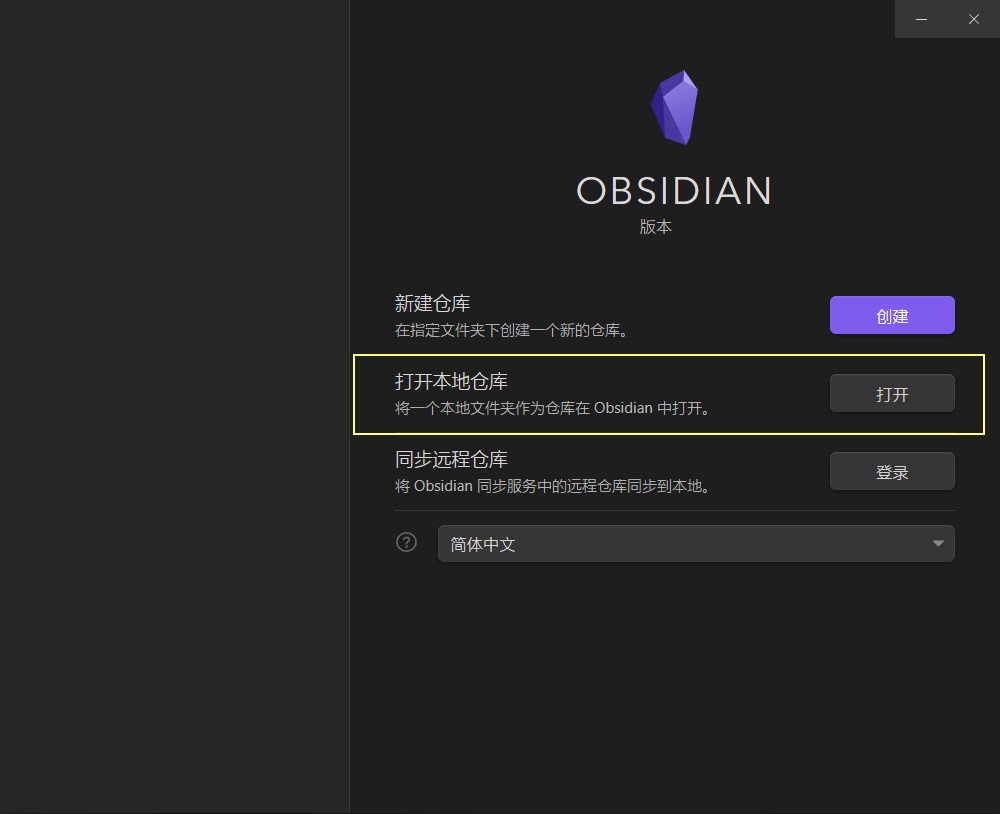 OBSIDIAN
版本
新建仓库
创建
在指定文件夹下创建一个新的仓库。
打开本地仓库
打开
将一个本地文件夹作为仓库在 Obsidian 中打开。
同步远程仓库
登录
将 Obsidian 同步服务中的远程仓库同步到本地。
?
简体中文